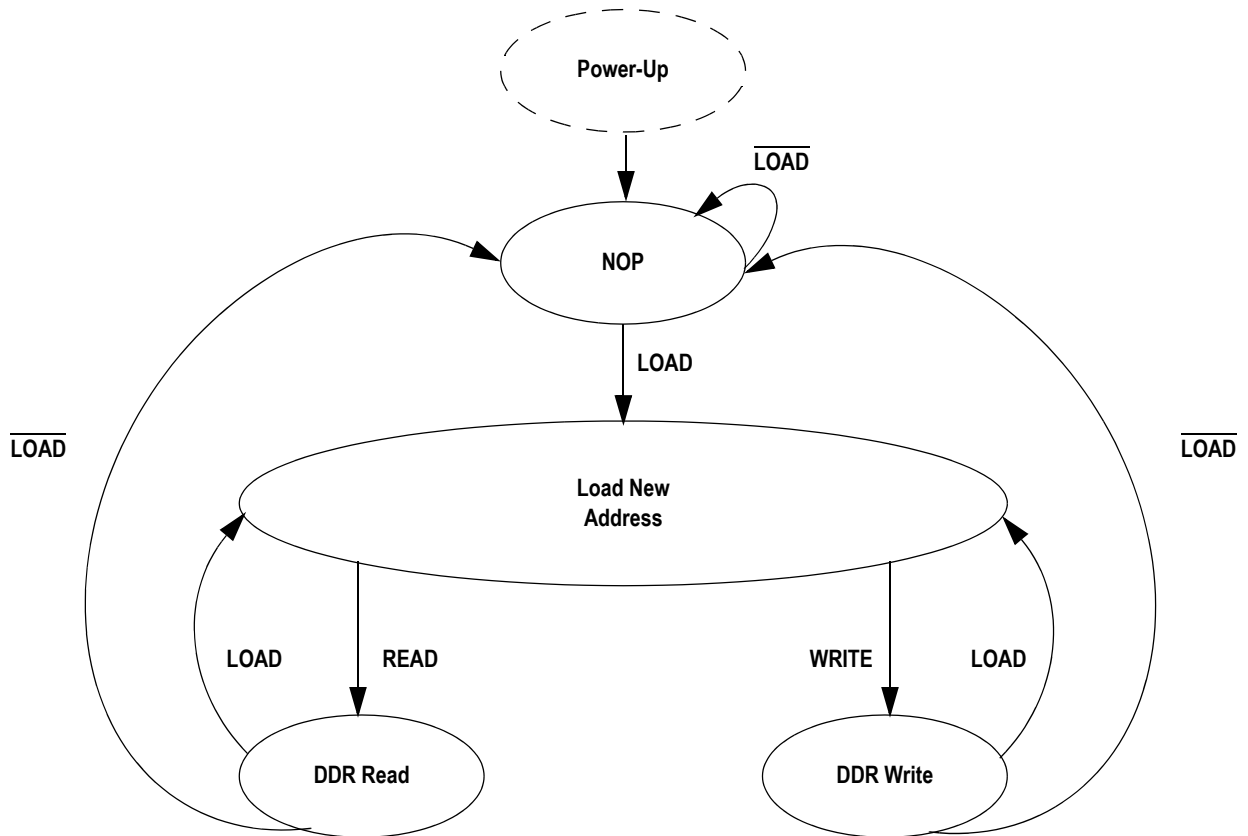 Power-Up
LOAD
NOP
LOAD
LOAD
LOAD
Load New
Address
LOAD
READ
WRITE
LOAD
DDR Read
DDR Write